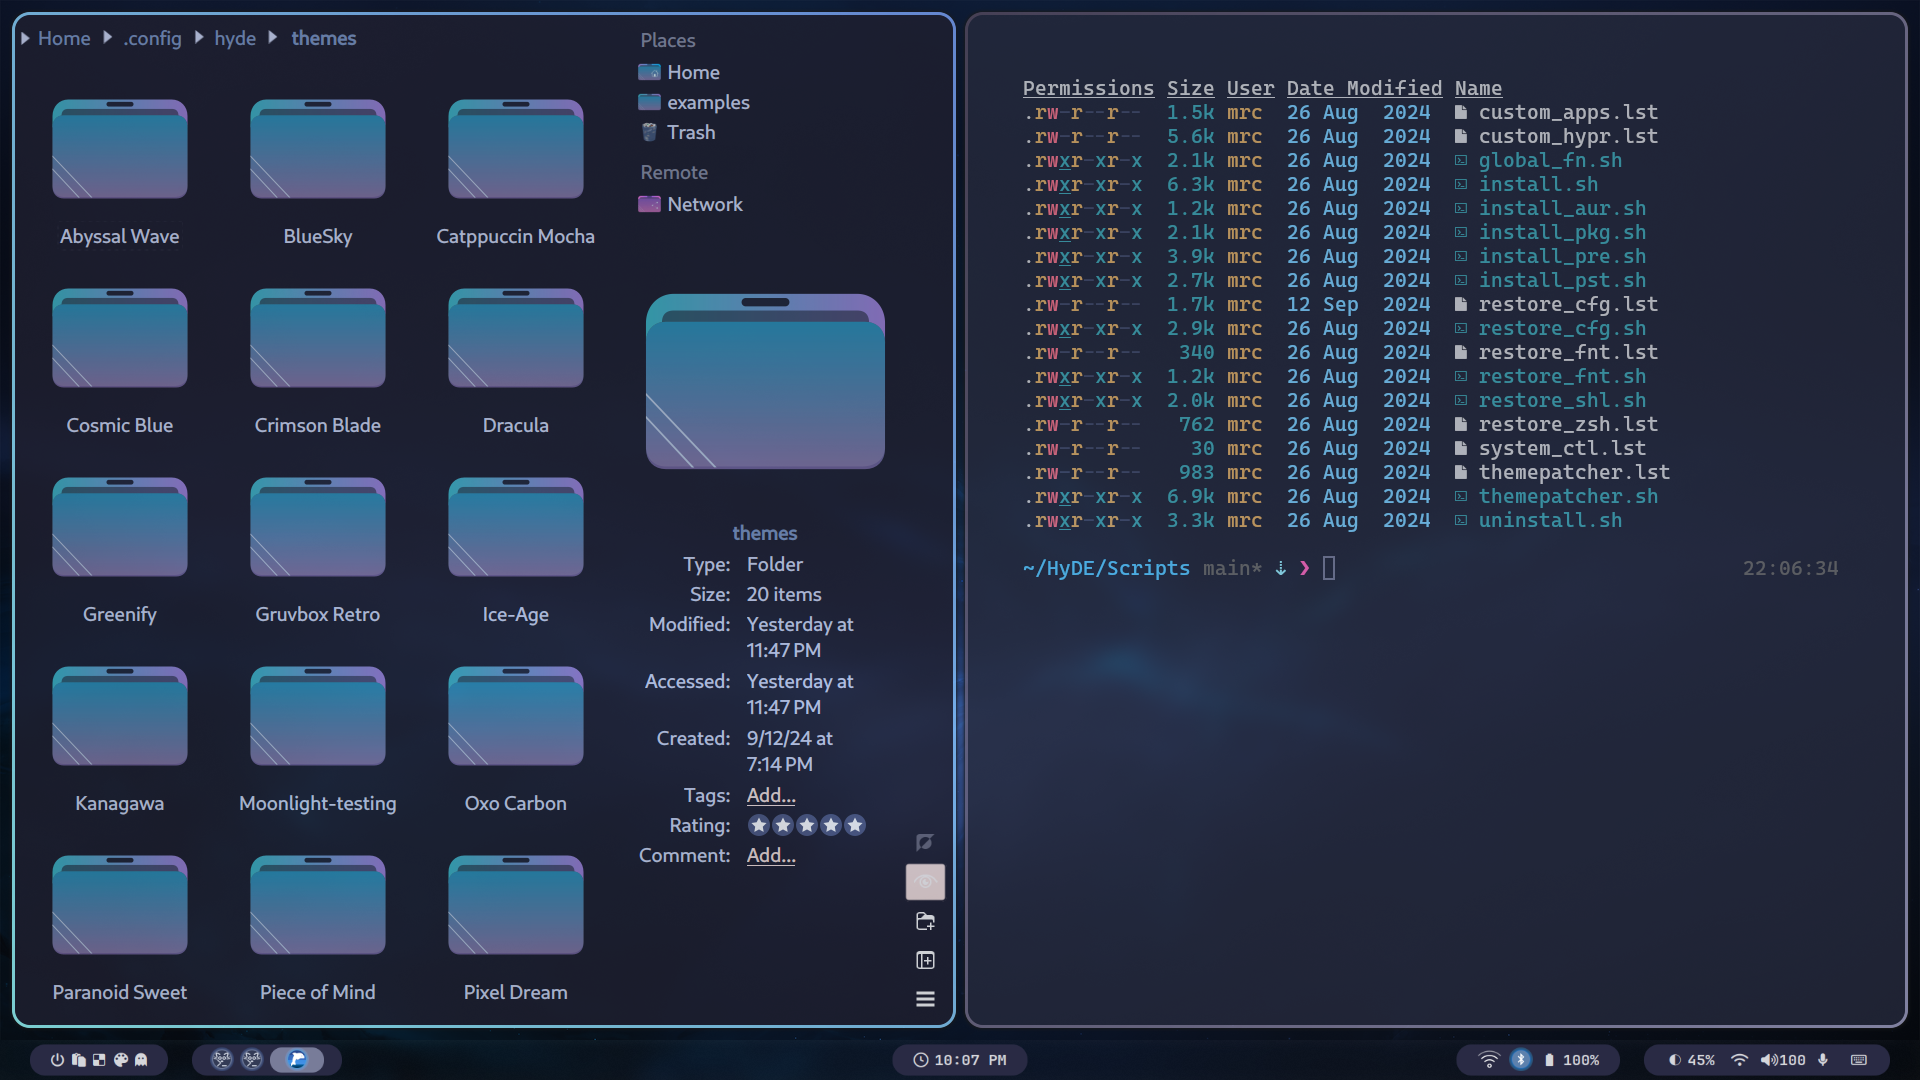 Home .config hyde themes
Abyssal Wave BlueSky Catppuccin Mocha
Cosmic Blue Crimson Blade Dracula
Greenify Gruvbox Retro Ice-Age
Kanagawa Moonlight-testing Oxo Carbon
Paranoid Sweet Piece of Mind Pixel Dream
Places
Home
examples
Trash
Remote
Network
themes
Type: Folder
Size: 20 items
Modified: Yesterday at
11:47 PM
Accessed: Yesterday at
11:47 PM
Created: 9/12/24 at
7:14 PM
Tags: Add...
Rating:
Comment: Add...
Permissions Size User Date Modified Name
.rw-r--r-- 1.5k mrc 26 Aug 2024 custom_apps.lst
.rw-r--r-- 5.6k mrc 26 Aug 2024 custom_hypr.lst
.rwxr-xr-x 2.1k mrc 26 Aug 2024 global_fn.sh
.rwxr-xr-x 6.3k mrc 26 Aug 2024 install.sh
.rwxr-xr-x 1.2k mrc 26 Aug 2024 install_aur.sh
.rwxr-xr-x 2.1k mrc 26 Aug 2024 install_pkg.sh
.rwxr-xr-x 3.9k mrc 26 Aug 2024 install_pre.sh
.rwxr-xr-x 2.7k mrc 26 Aug 2024 install_pst.sh
.rw-r--r-- 1.7k mrc 12 Sep 2024 restore_cfg.lst
.rwxr-xr-x 2.9k mrc 26 Aug 2024 restore_cfg.sh
.rw-r--r-- 340 mrc 26 Aug 2024 restore_fnt.lst
.rwxr-xr-x 1.2k mrc 26 Aug 2024 restore_fnt.sh
.rwxr-xr-x 2.0k mrc 26 Aug 2024 restore_shl.sh
.rw-r--r-- 762 mrc 26 Aug 2024 restore_zsh.lst
.rw-r--r-- 30 mrc 26 Aug 2024 system_ctl.lst
.rw-r--r-- 983 mrc 26 Aug 2024 themepatcher.lst
.rwxr-xr-x 6.9k mrc 26 Aug 2024 themepatcher.sh
.rwxr-xr-x 3.3k mrc 26 Aug 2024 uninstall.sh
~/HyDE/Scripts main* ⇣ ❯ 22:06:34
10:07 PM 100% 45% 100